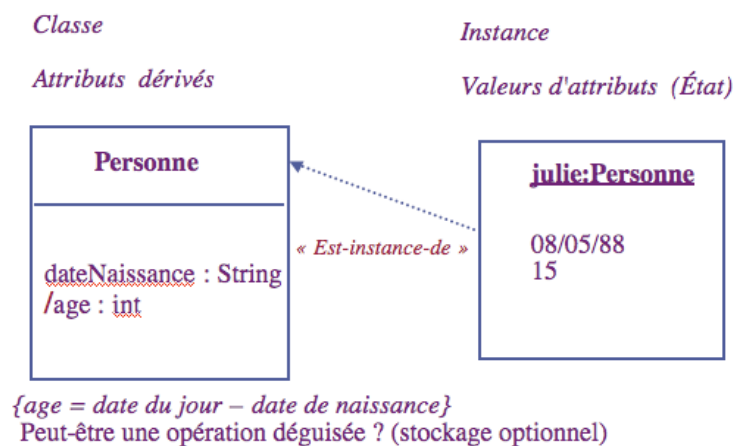 Classe
Attributs dérivés
Instance
Valeurs d'attributs (État)
Personne
dateNaissance : String
/age : int
« Est-instance-de »
julie:Personne
08/05/88
15
{age = date du jour – date de naissance}
Peut-être une opération déguisée ? (stockage optionnel)